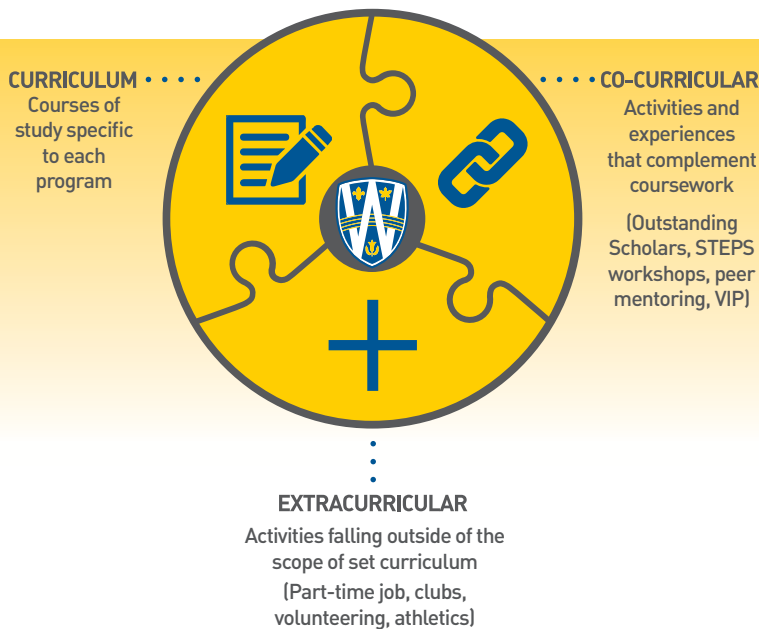 CURRICULUM
Courses of
study specific
to each
program
CO-CURRICULAR
Activities and
experiences
that complement
coursework
(Outstanding
Scholars, STEPS
workshops, peer
mentoring, VIP)
W
EXTRACURRICULAR
Activities falling outside of the
scope of set curriculum
(Part-time job, clubs,
volunteering, athletics)